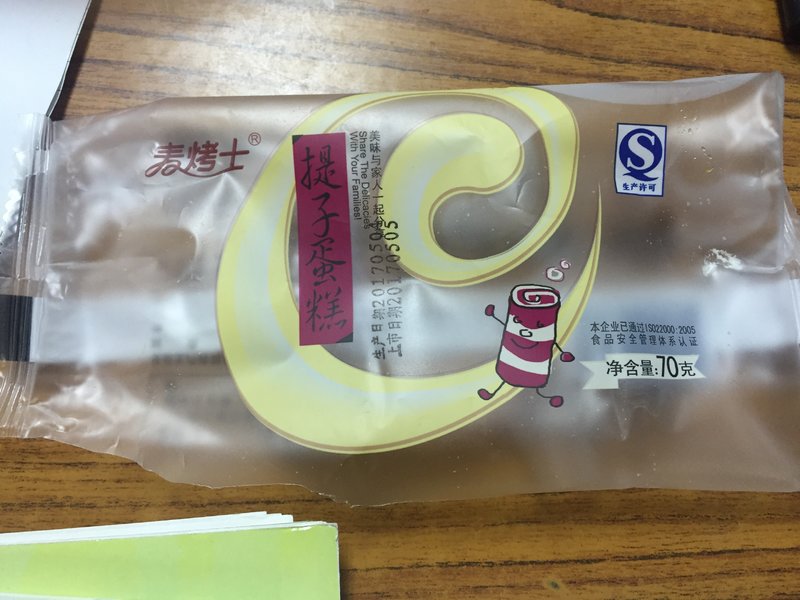 麦烤士®
提子蛋糕
美味与家人一起分
Share The Delicacies
With Your Families!
生产日期20170504
上市日期20170505
S
生产许可
本企业已通过ISO22000:2005
食品安全管理体系认证
净含量:70克